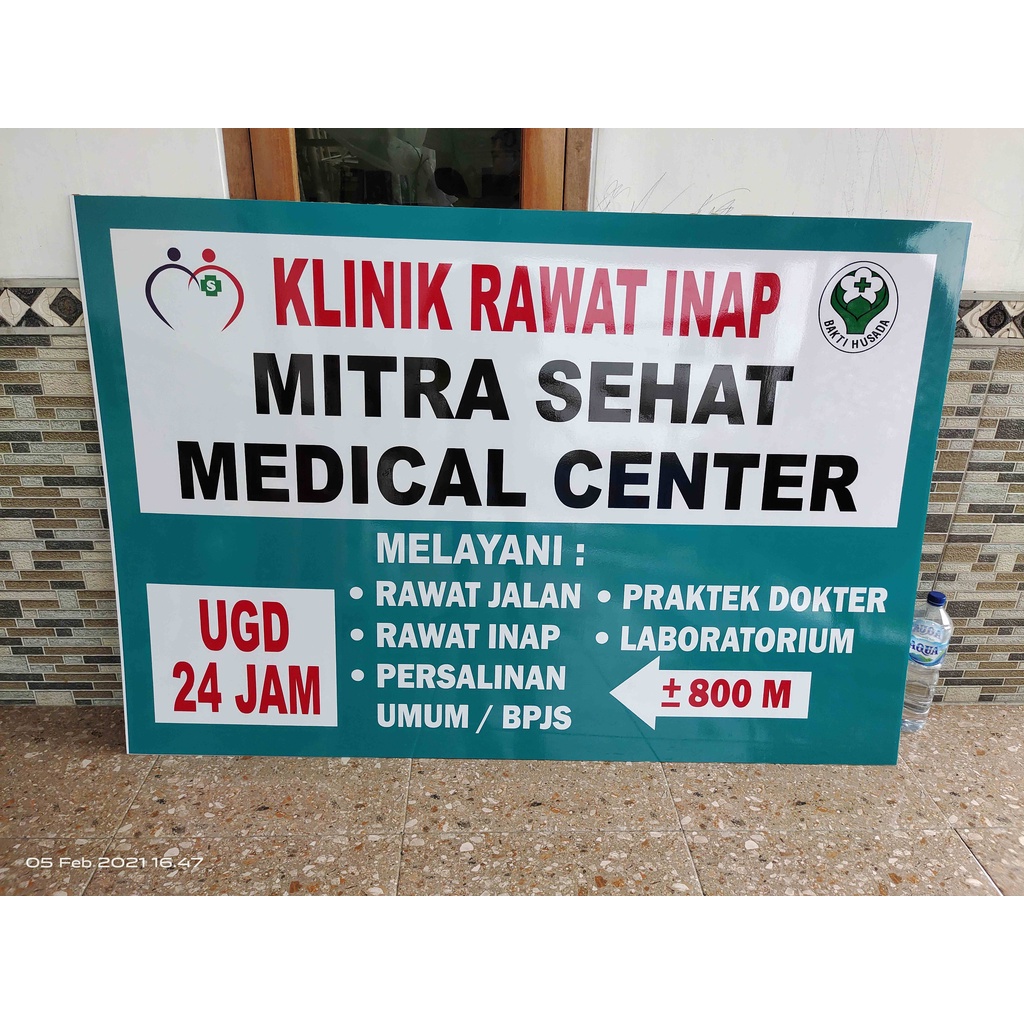 KLINIK RAWAT INAP
S
BAKTI HUSADA
MITRA SEHAT
MEDICAL CENTER
MELAYANI :
• RAWAT JALAN
• RAWAT INAP
• PERSALINAN
UMUM / BPJS
• PRAKTEK DOKTER
• LABORATORIUM
± 800 M
UGD
24 JAM
AQUA
05 Feb 2021 16.47